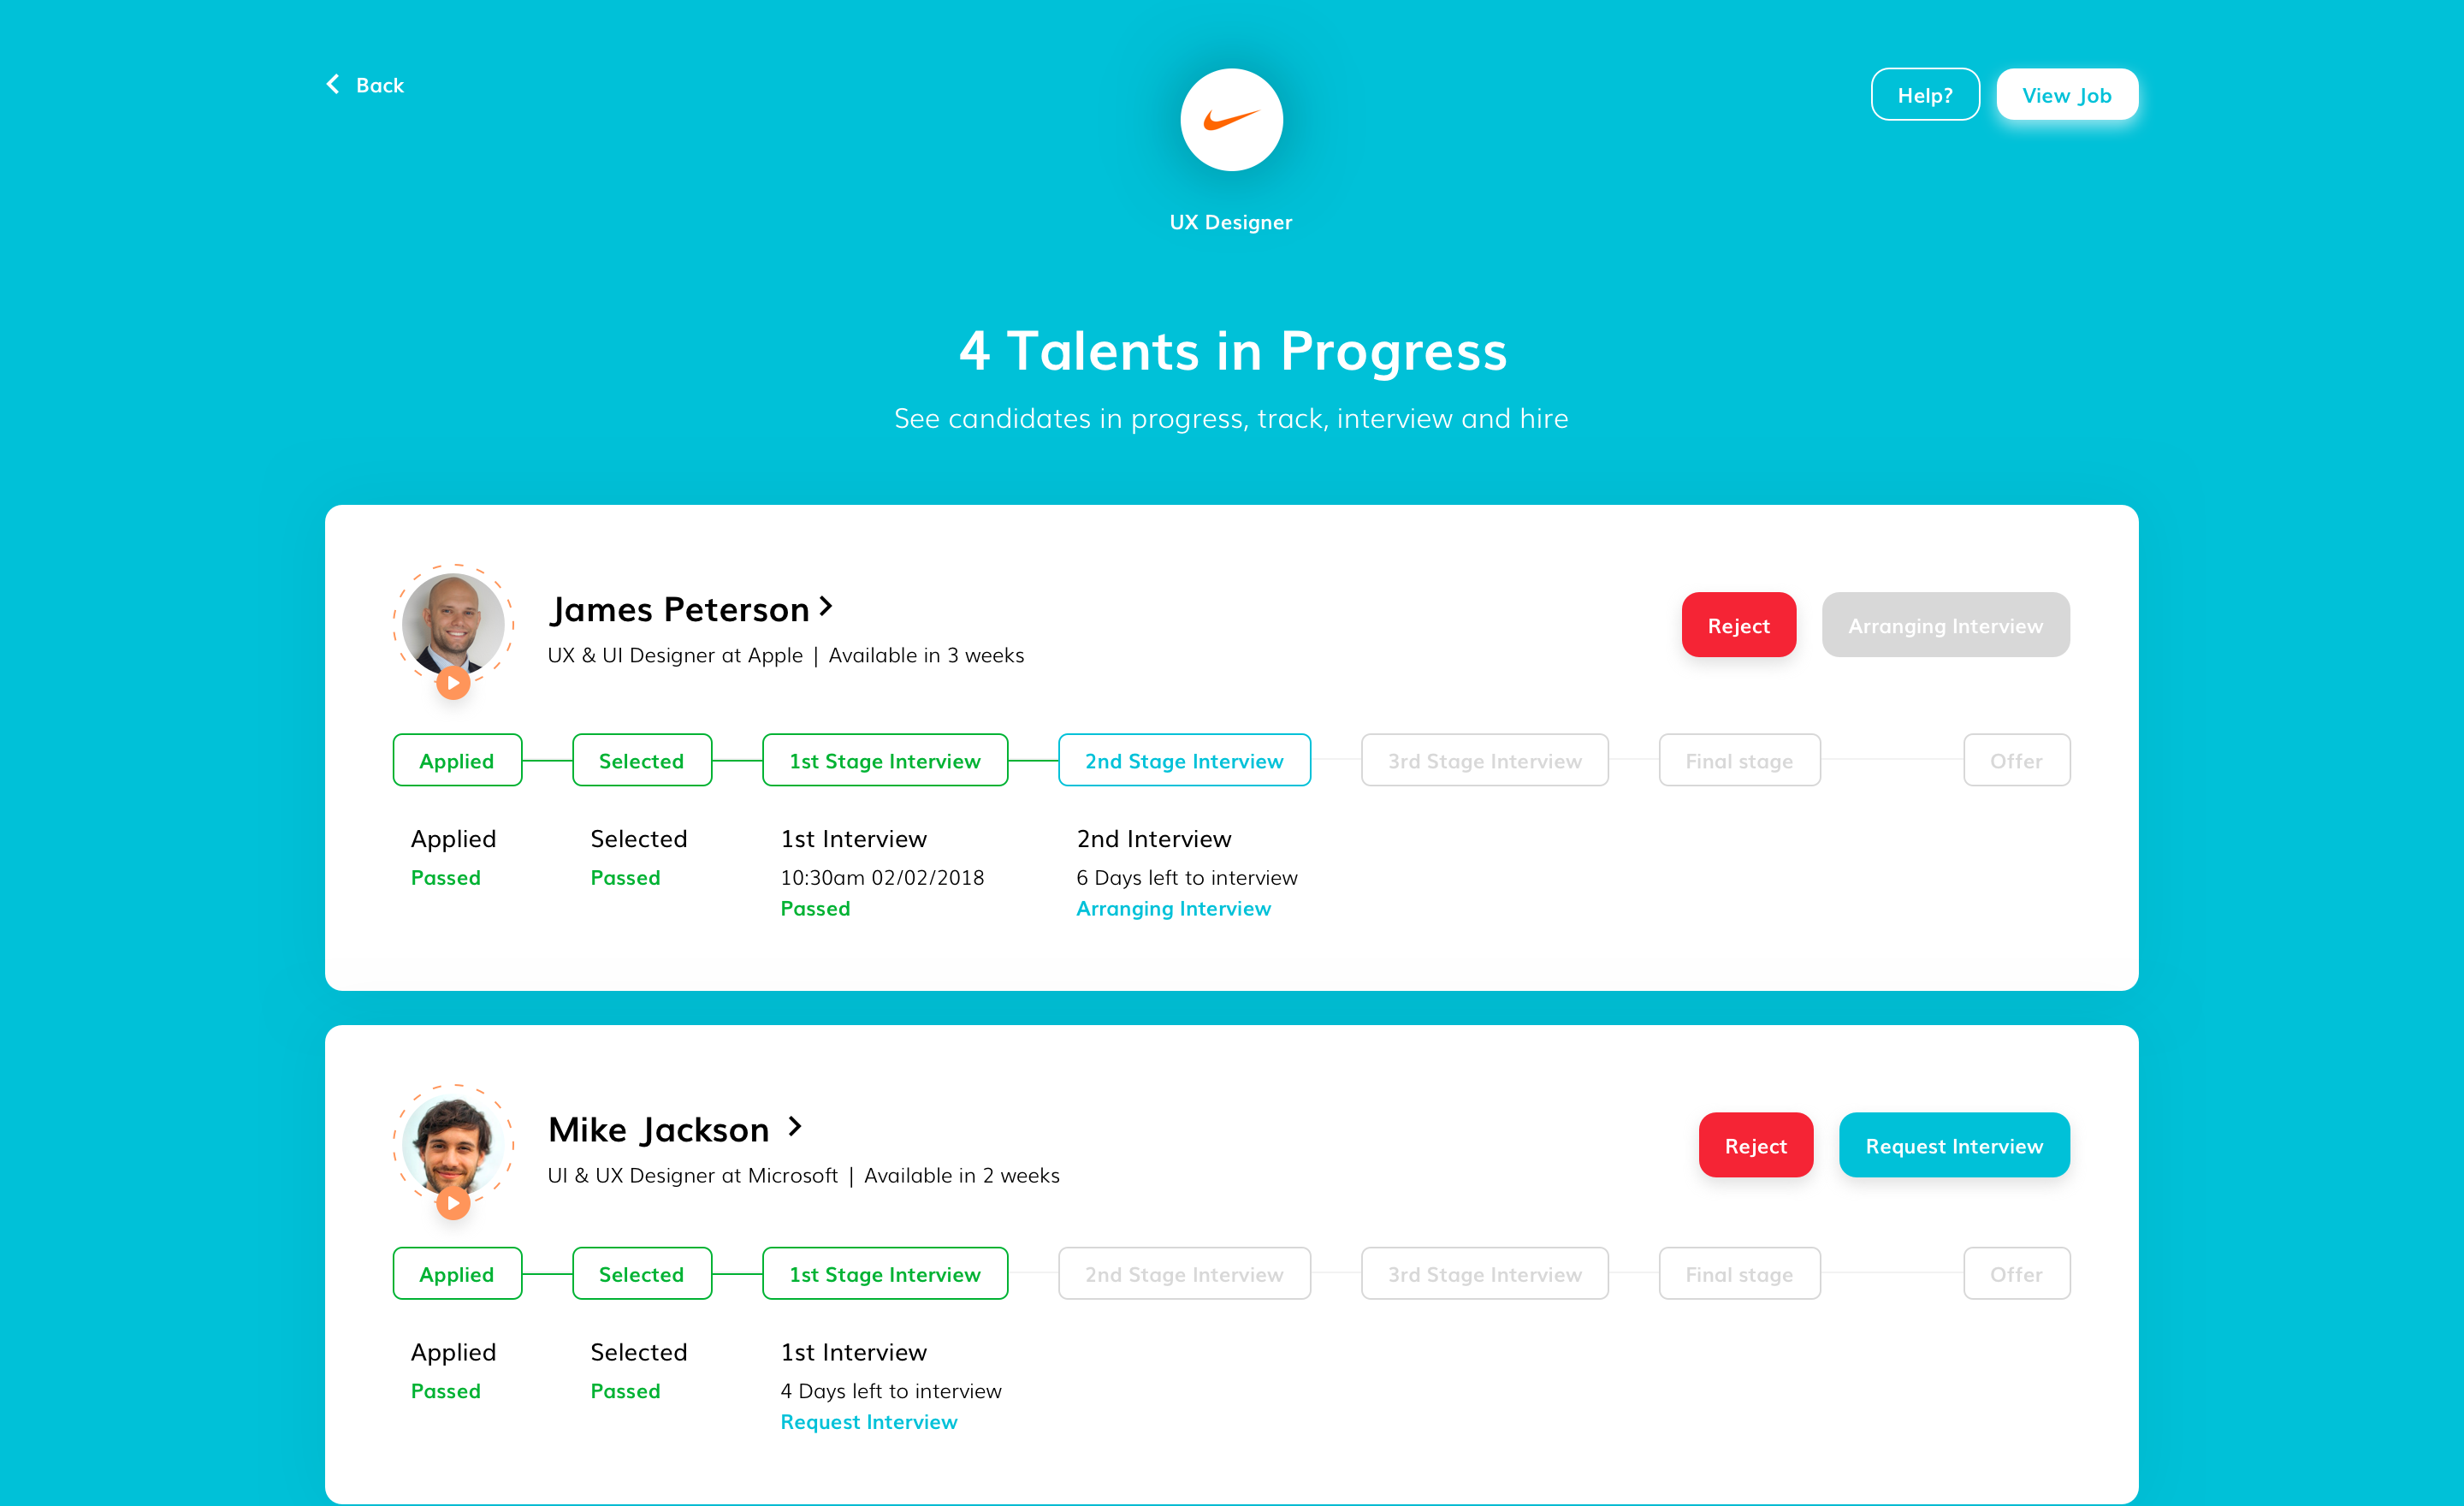 Back
Help?
View Job
UX Designer
4 Talents in Progress
See candidates in progress, track, interview and hire
James Peterson
UX & UI Designer at Apple | Available in 3 weeks
Reject
Arranging Interview
Applied
Selected
1st Stage Interview
2nd Stage Interview
3rd Stage Interview
Final stage
Offer
Applied
Passed
Selected
Passed
1st Interview
10:30am 02/02/2018
Passed
2nd Interview
6 Days left to interview
Arranging Interview
Mike Jackson
UI & UX Designer at Microsoft | Available in 2 weeks
Reject
Request Interview
Applied
Selected
1st Stage Interview
2nd Stage Interview
3rd Stage Interview
Final stage
Offer
Applied
Passed
Selected
Passed
1st Interview
4 Days left to interview
Request Interview